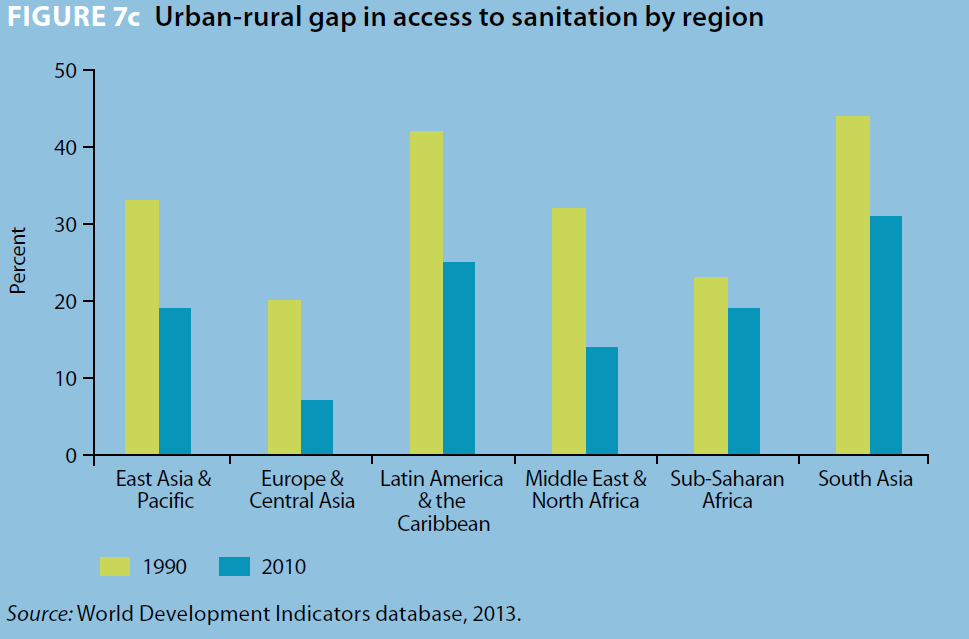 FIGURE 7c Urban-rural gap in access to sanitation by region
50
40
30
20
10
0
Percent
East Asia &
Pacific
Europe &
Central Asia
Latin America
& the
Caribbean
Middle East &
North Africa
Sub-Saharan
Africa
South Asia
1990 2010
Source: World Development Indicators database, 2013.